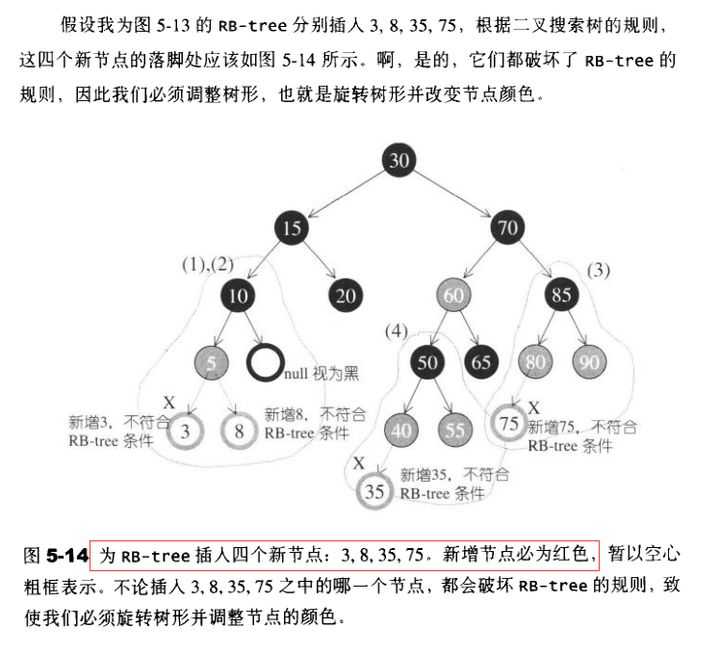 假设我为图 5-13 的 RB-tree 分别插入 3, 8, 35, 75，根据二叉搜索树的规则，
这四个新节点的落脚处应该如图 5-14 所示。啊，是的，它们都破坏了 RB-tree 的
规则，因此我们必须调整树形，也就是旋转树形并改变节点颜色。
30
15
70
(1),(2)
(3)
10
20
60
85
(4)
5
null 视为黑
50
65
80
90
X
新增3，不符合
RB-tree 条件
3
8
新增8，不符合
RB-tree 条件
40
55
75
X
新增75，不符合
RB-tree 条件
X
35
新增35，不符合
RB-tree 条件
图 5-14 为 RB-tree 插入四个新节点：3, 8, 35, 75。新增节点必为红色，暂以空心
粗框表示。不论插入 3, 8, 35, 75 之中的哪一个节点，都会破坏 RB-tree 的规则，致
使我们必须旋转树形并调整节点的颜色。